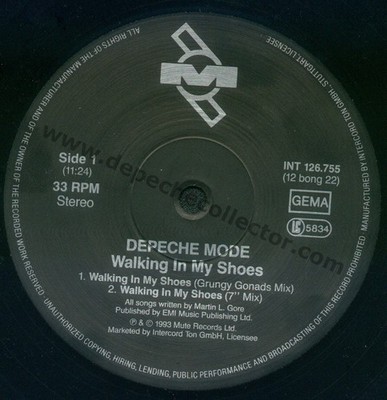 ALL RIGHTS OF THE MANUFACTURER AND OF THE OWNER OF THE RECORDED WORK RESERVED · UNAUTHORIZED COPYING, HIRING, LENDING, PUBLIC PERFORMANCE AND BROADCASTING OF THIS RECORD PROHIBITED · MANUFACTURED BY INTERCORD TON GMBH, STUTTGART/LICENSEE
M
Side 1
(11:24)
33 RPM
Stereo
INT 126.755
(12 bong 22)
GEMA
LC 5834
www.depechecollector.com
DEPECHE MODE
Walking In My Shoes
1. Walking In My Shoes (Grungy Gonads Mix)
2. Walking In My Shoes (7" Mix)
All songs written by Martin L. Gore
Published by EMI Music Publishing Ltd.
℗ & © 1993 Mute Records Ltd.
Marketed by Intercord Ton GmbH, Licensee